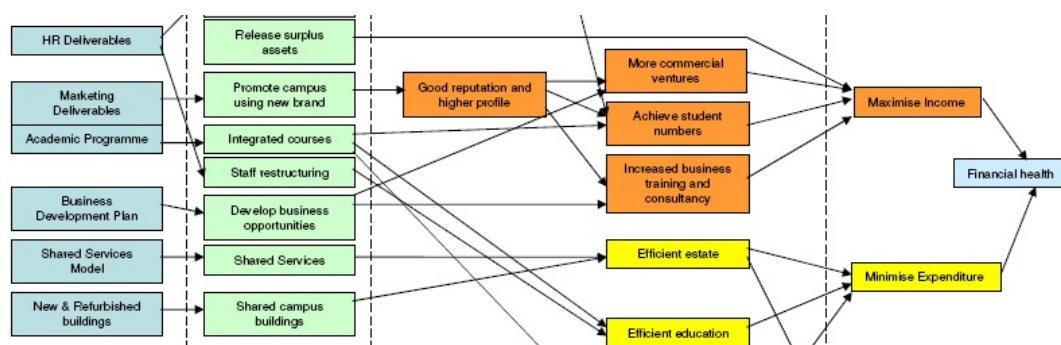 HR Deliverables
Marketing
Deliverables
Academic Programme
Business
Development Plan
Shared Services
Model
New & Refurbished
buildings
Release surplus
assets
Promote campus
using new brand
Integrated courses
Staff restructuring
Develop business
opportunities
Shared Services
Shared campus
buildings
Good reputation and
higher profile
More commercial
ventures
Achieve student
numbers
Increased business
training and
consultancy
Efficient estate
Efficient education
Maximise Income
Minimise Expenditure
Financial health